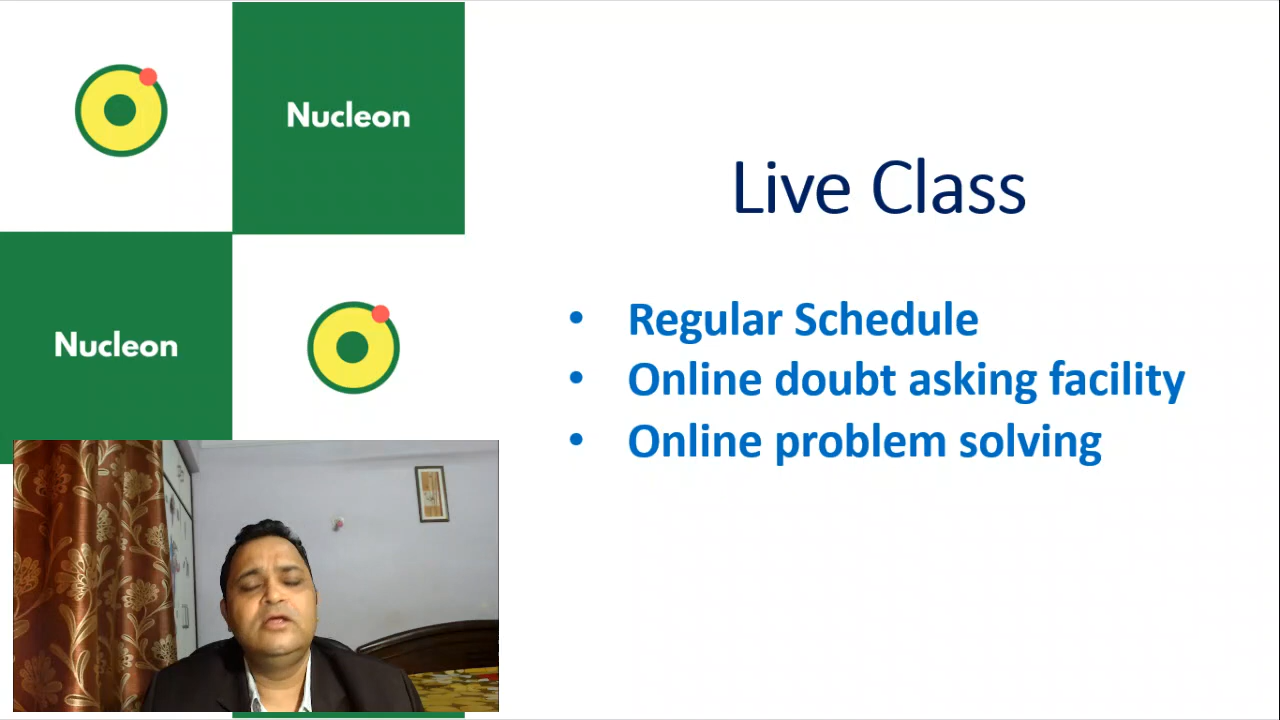 Nucleon
Nucleon
Live Class
• Regular Schedule
• Online doubt asking facility
• Online problem solving